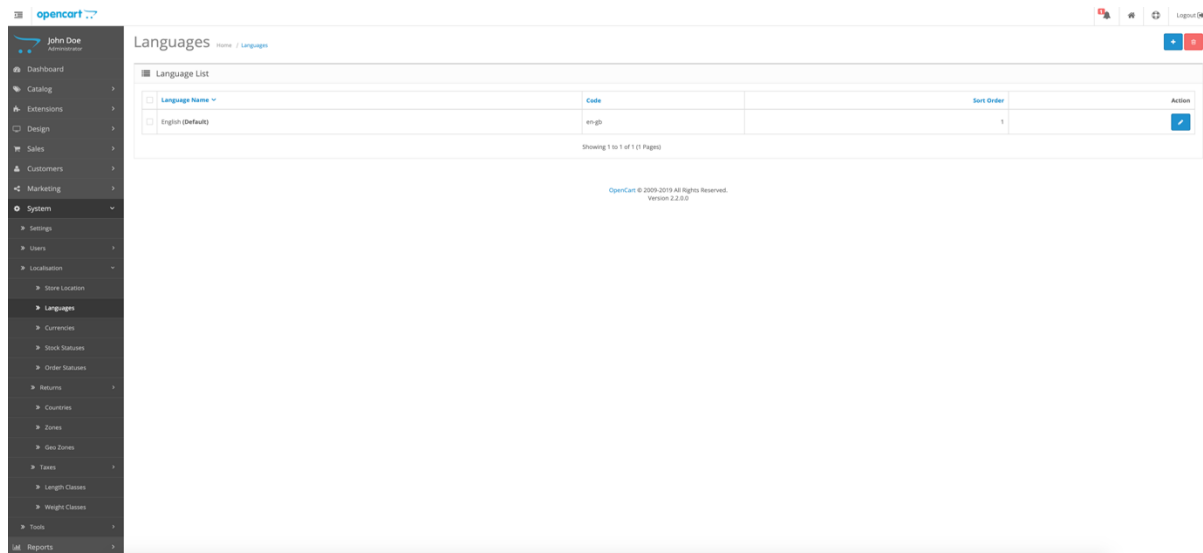 opencart
1
Logout
John Doe
Administrator
Dashboard
Catalog
Extensions
Design
Sales
Customers
Marketing
System
Settings
Users
Localisation
Store Location
Languages
Currencies
Stock Statuses
Order Statuses
Returns
Countries
Zones
Geo Zones
Taxes
Length Classes
Weight Classes
Tools
Reports
Languages Home / Languages
Language List
Language Name Code Sort Order Action
English (Default) en-gb 1
Showing 1 to 1 of 1 (1 Pages)
OpenCart © 2009-2019 All Rights Reserved.
Version 2.2.0.0